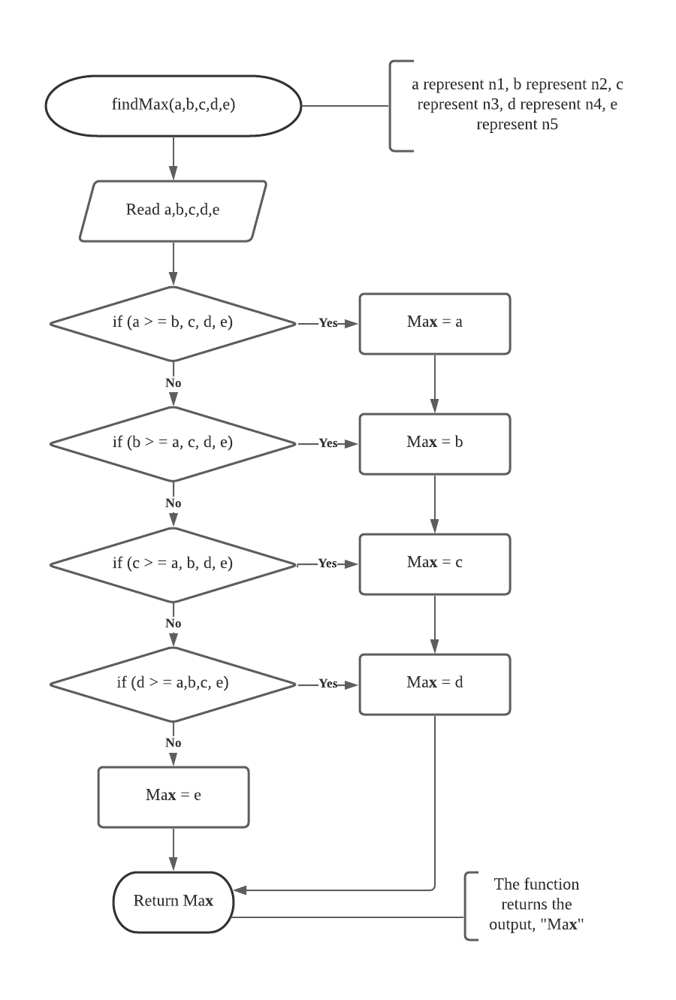 findMax(a,b,c,d,e)
a represent n1, b represent n2, c
represent n3, d represent n4, e
represent n5
Read a,b,c,d,e
if (a > = b, c, d, e)
Yes
Max = a
No
if (b > = a, c, d, e)
Yes
Max = b
No
if (c > = a, b, d, e)
Yes
Max = c
No
if (d > = a,b,c, e)
Yes
Max = d
No
Max = e
Return Max
The function
returns the
output, "Max"